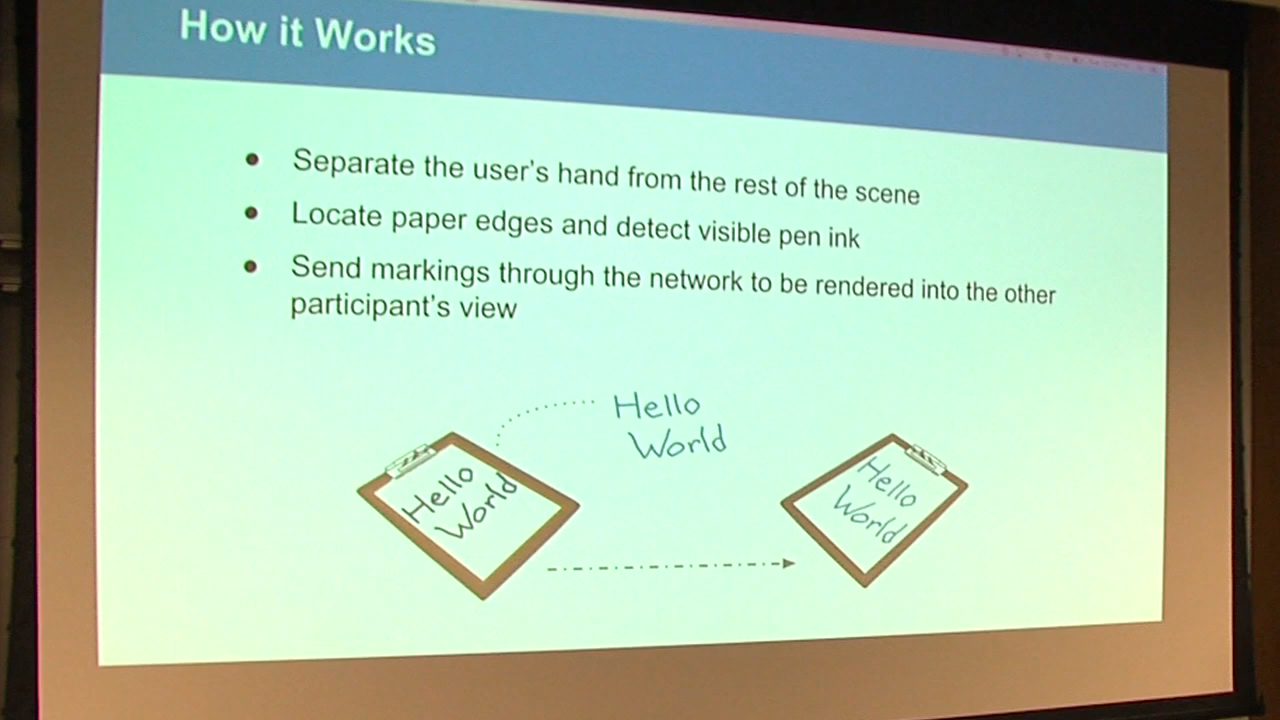 How it Works
● Separate the user's hand from the rest of the scene
● Locate paper edges and detect visible pen ink
● Send markings through the network to be rendered into the other
participant's view
Hello
World
Hello
World
Hello
World